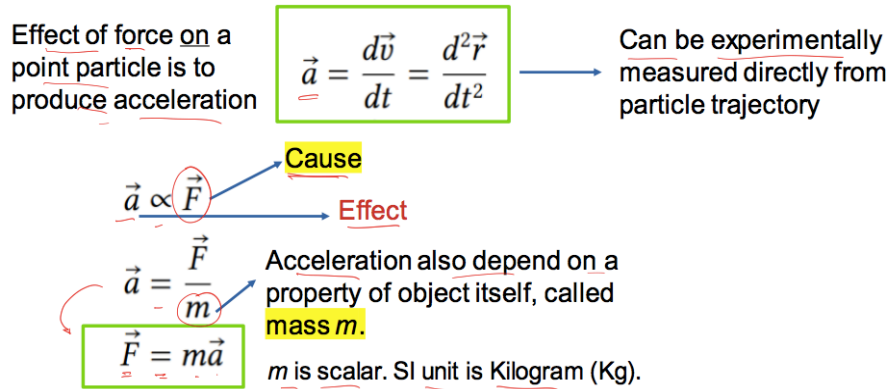 Effect of force on a
point particle is to
produce acceleration
a⃗ = dv⃗/dt = d²r⃗/dt²
Can be experimentally
measured directly from
particle trajectory
Cause
a⃗ ∝ F⃗
Effect
a⃗ = F⃗/m
Acceleration also depend on a
property of object itself, called
mass m.
F⃗ = ma⃗
m is scalar. SI unit is Kilogram (Kg).